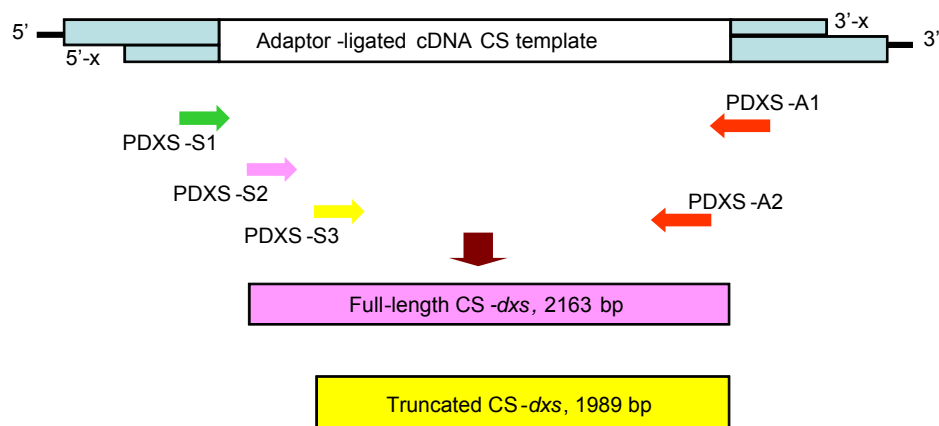 5’
3’-x
Adaptor -ligated cDNA CS template
5’-x
3’
PDXS -A1
PDXS -S1
PDXS -S2
PDXS -A2
PDXS -S3
Full-length CS -dxs, 2163 bp
Truncated CS -dxs, 1989 bp